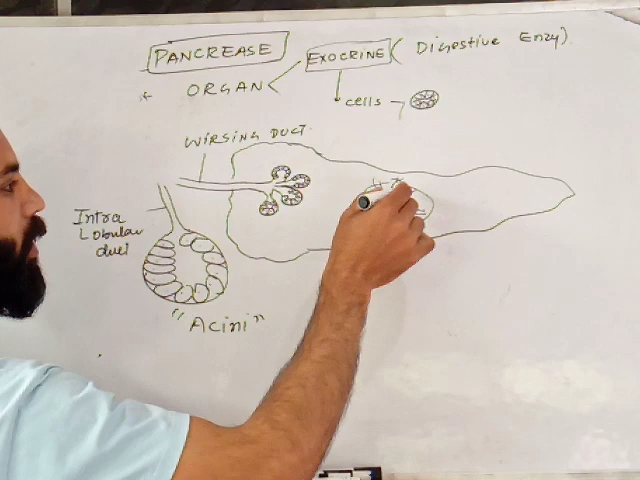 PANCREASE
EXOCRINE ( Digestive Enzy)
* ORGAN
cells
WIRSING DUCT
Intra
Lobular
duct
"Acini"